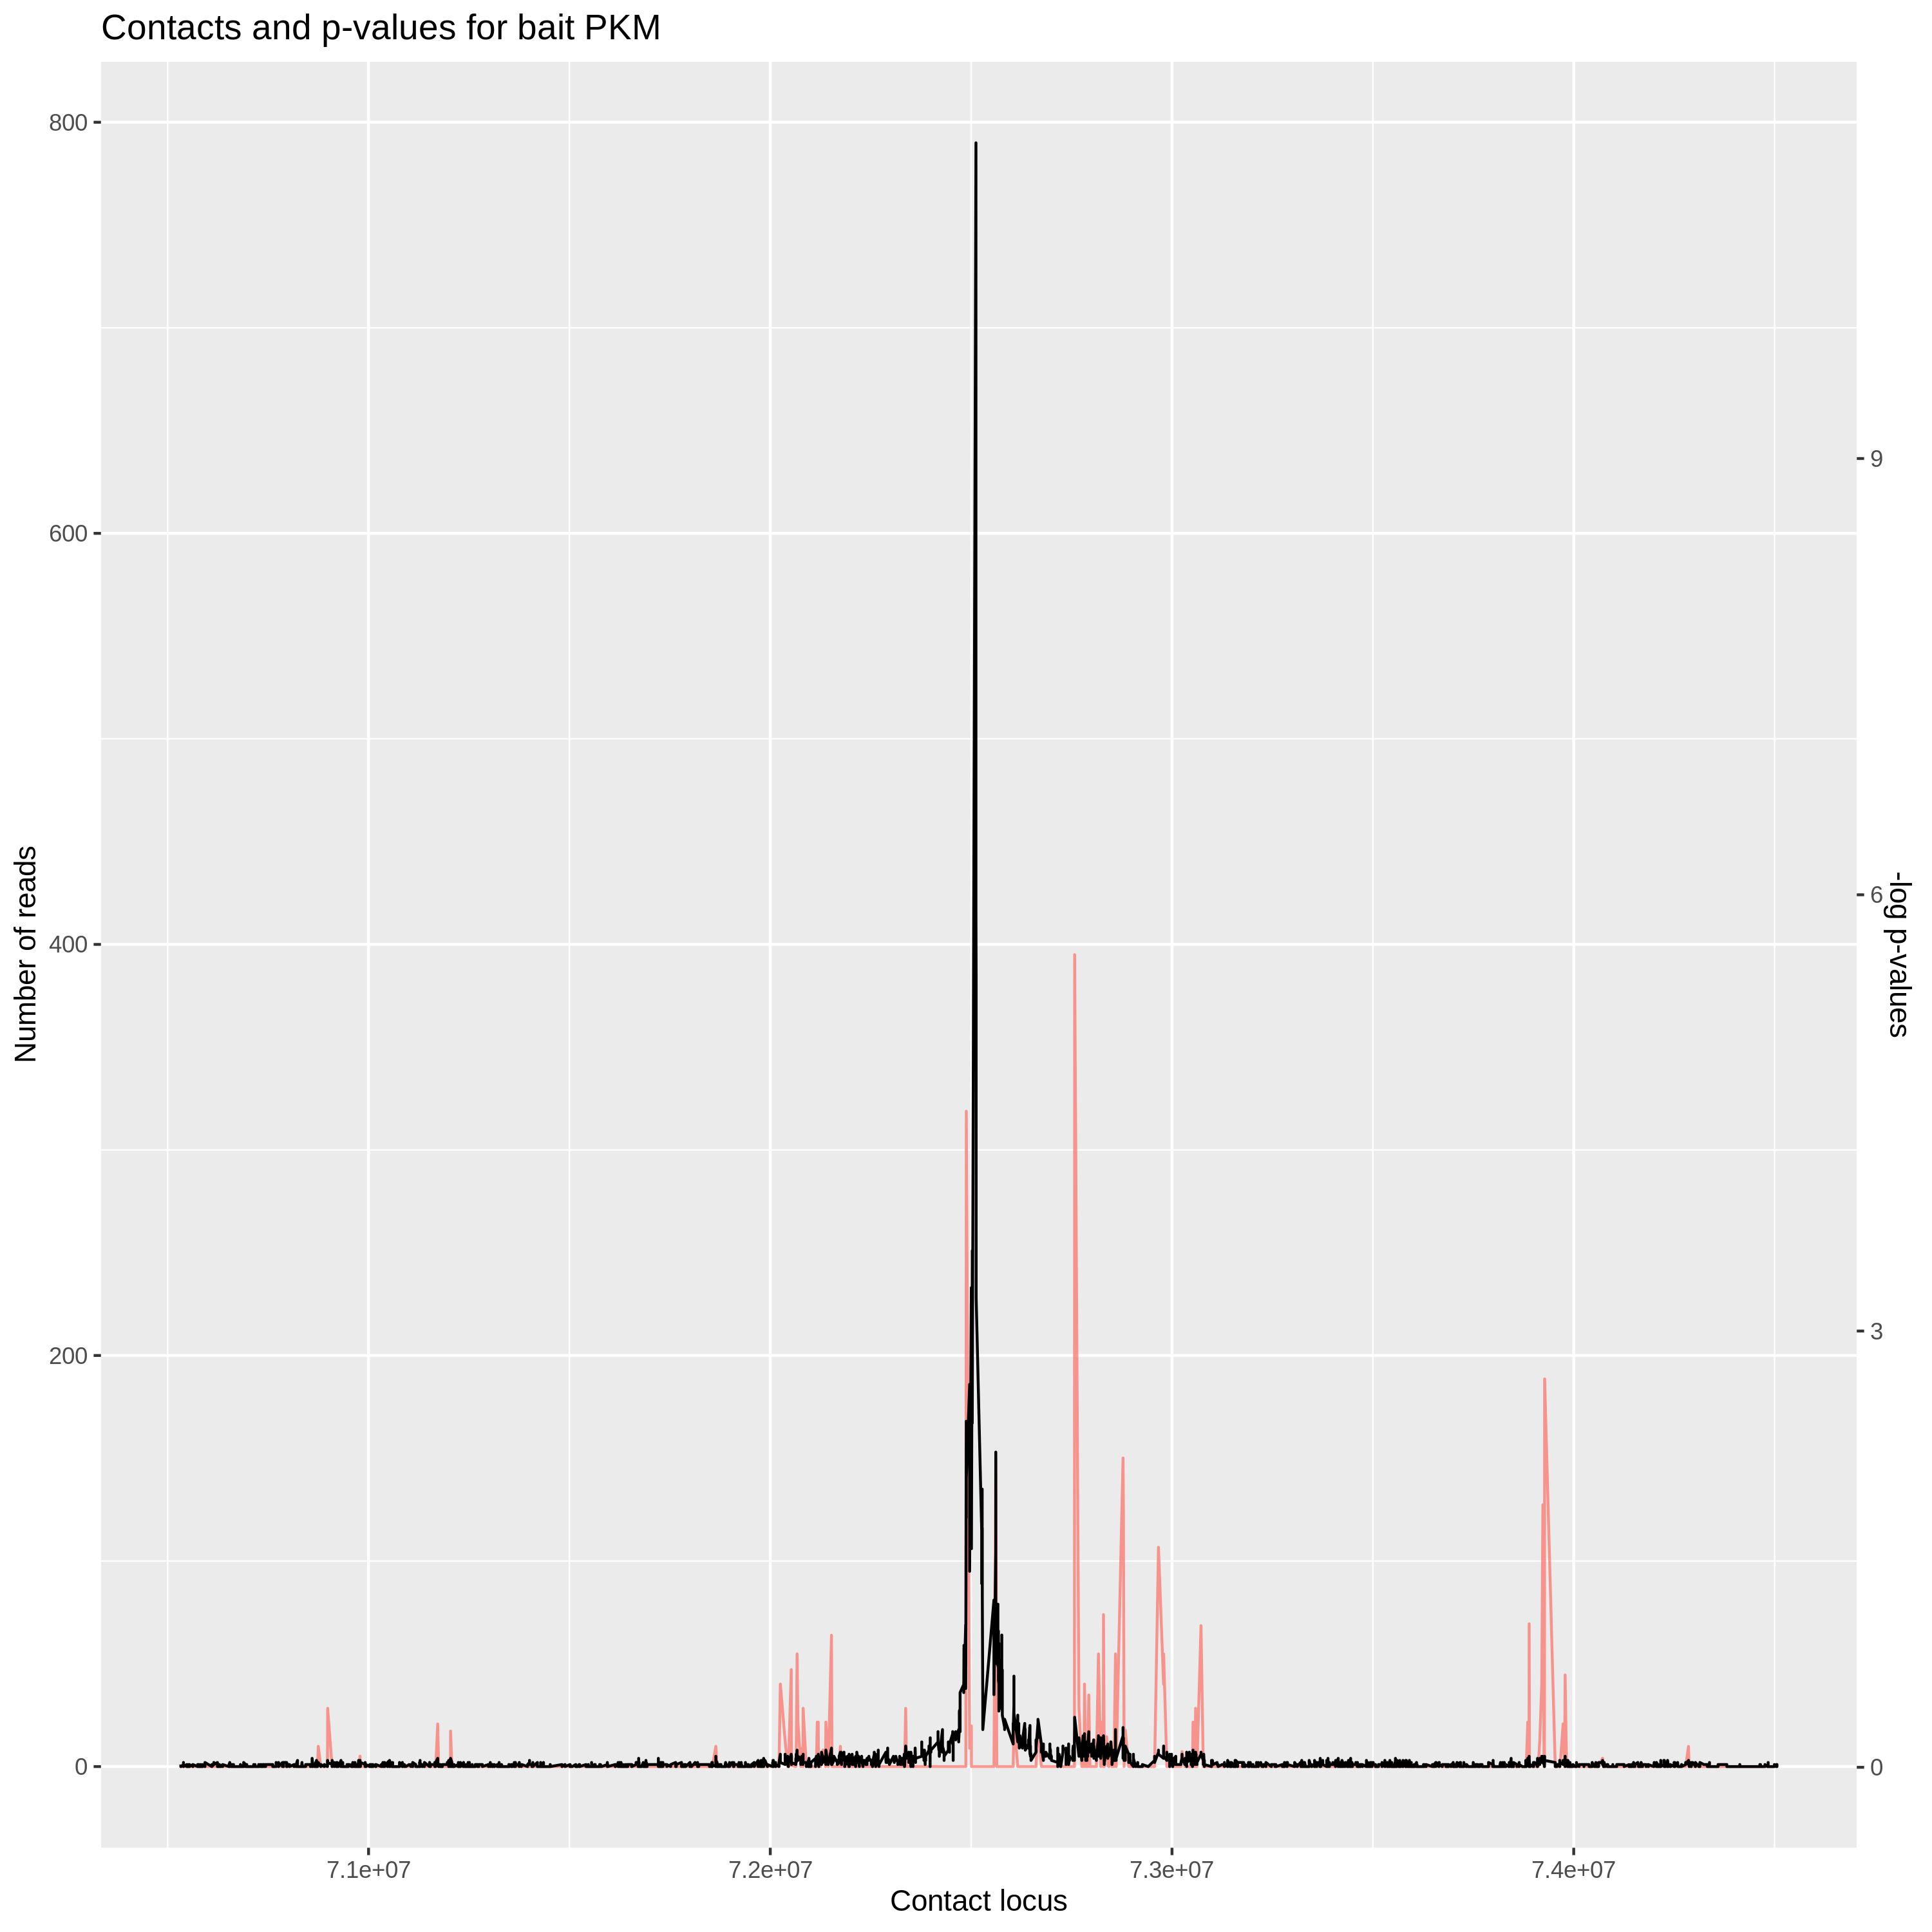 Contacts and p-values for bait PKM
800
600
400
200
0
Number of reads
9
6
3
0
-log p-values
7.1e+07
7.2e+07
7.3e+07
7.4e+07
Contact locus